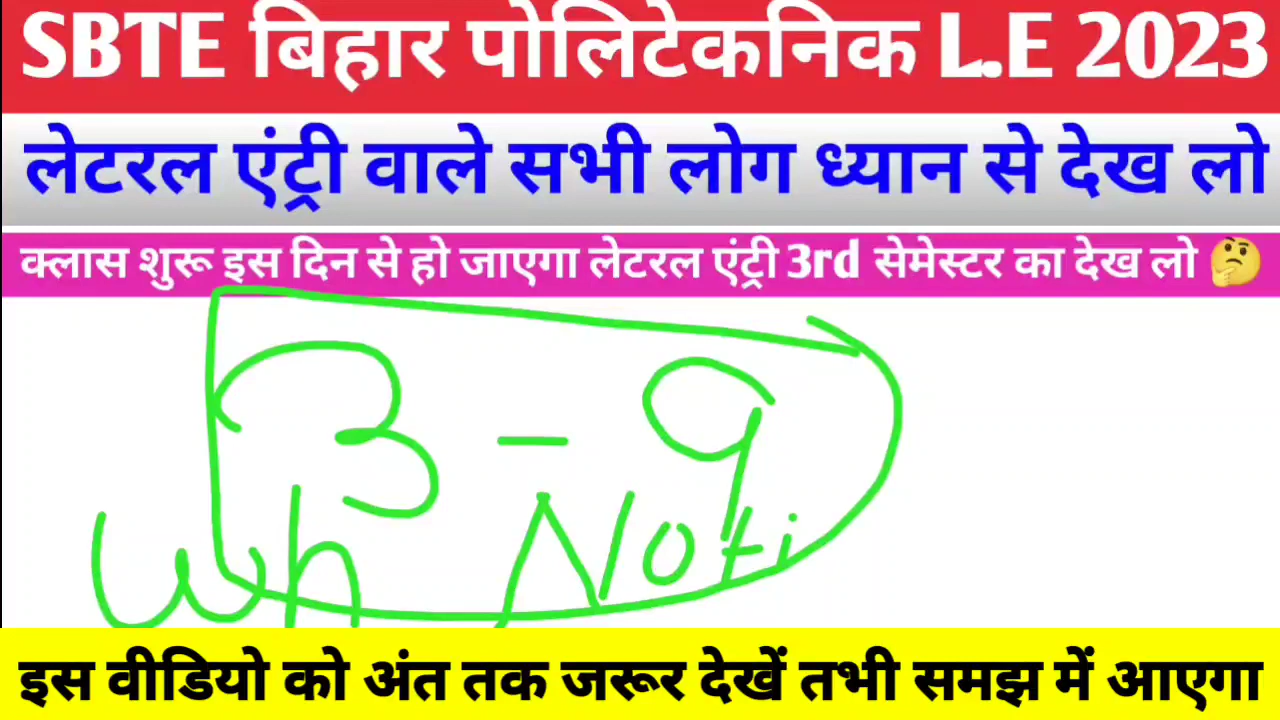 SBTE बिहार पोलिटेकनिक L.E 2023
लेटरल एंट्री वाले सभी लोग ध्यान से देख लो
क्लास शुरू इस दिन से हो जाएगा लेटरल एंट्री 3rd सेमेस्टर का देख लो 🤔
3 - 9
Wh Noti
इस वीडियो को अंत तक जरूर देखें तभी समझ में आएगा